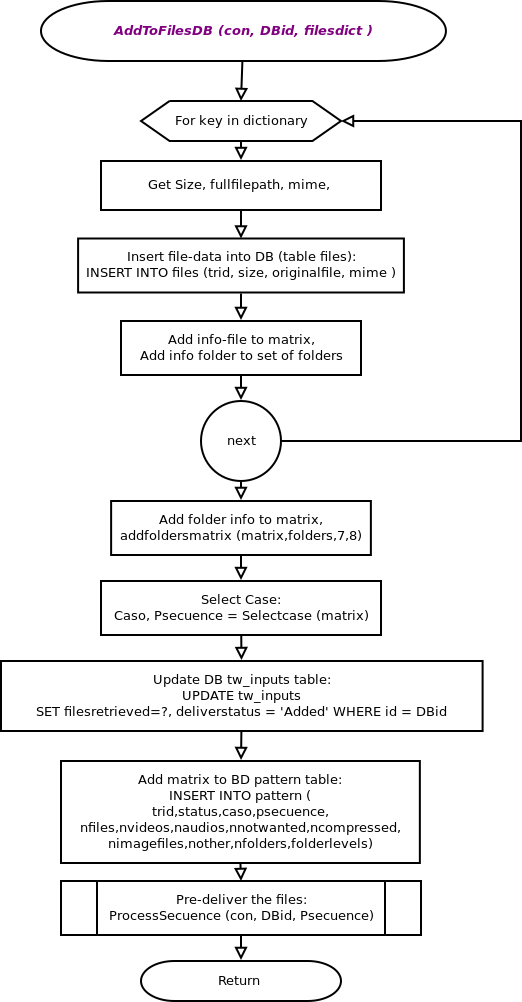 AddToFilesDB (con, DBid, filesdict )
For key in dictionary
Get Size, fullfilepath, mime,
Insert file-data into DB (table files):
INSERT INTO files (trid, size, originalfile, mime )
Add info-file to matrix,
Add info folder to set of folders
next
Add folder info to matrix,
addfoldersmatrix (matrix,folders,7,8)
Select Case:
Caso, Psecuence = Selectcase (matrix)
Update DB tw_inputs table:
UPDATE tw_inputs
SET filesretrieved=?, deliverstatus = 'Added' WHERE id = DBid
Add matrix to BD pattern table:
INSERT INTO pattern (
trid,status,caso,psecuence,
nfiles,nvideos,naudios,nnotwanted,ncompressed,
nimagefiles,nother,nfolders,folderlevels)
Pre-deliver the files:
ProcessSecuence (con, DBid, Psecuence)
Return